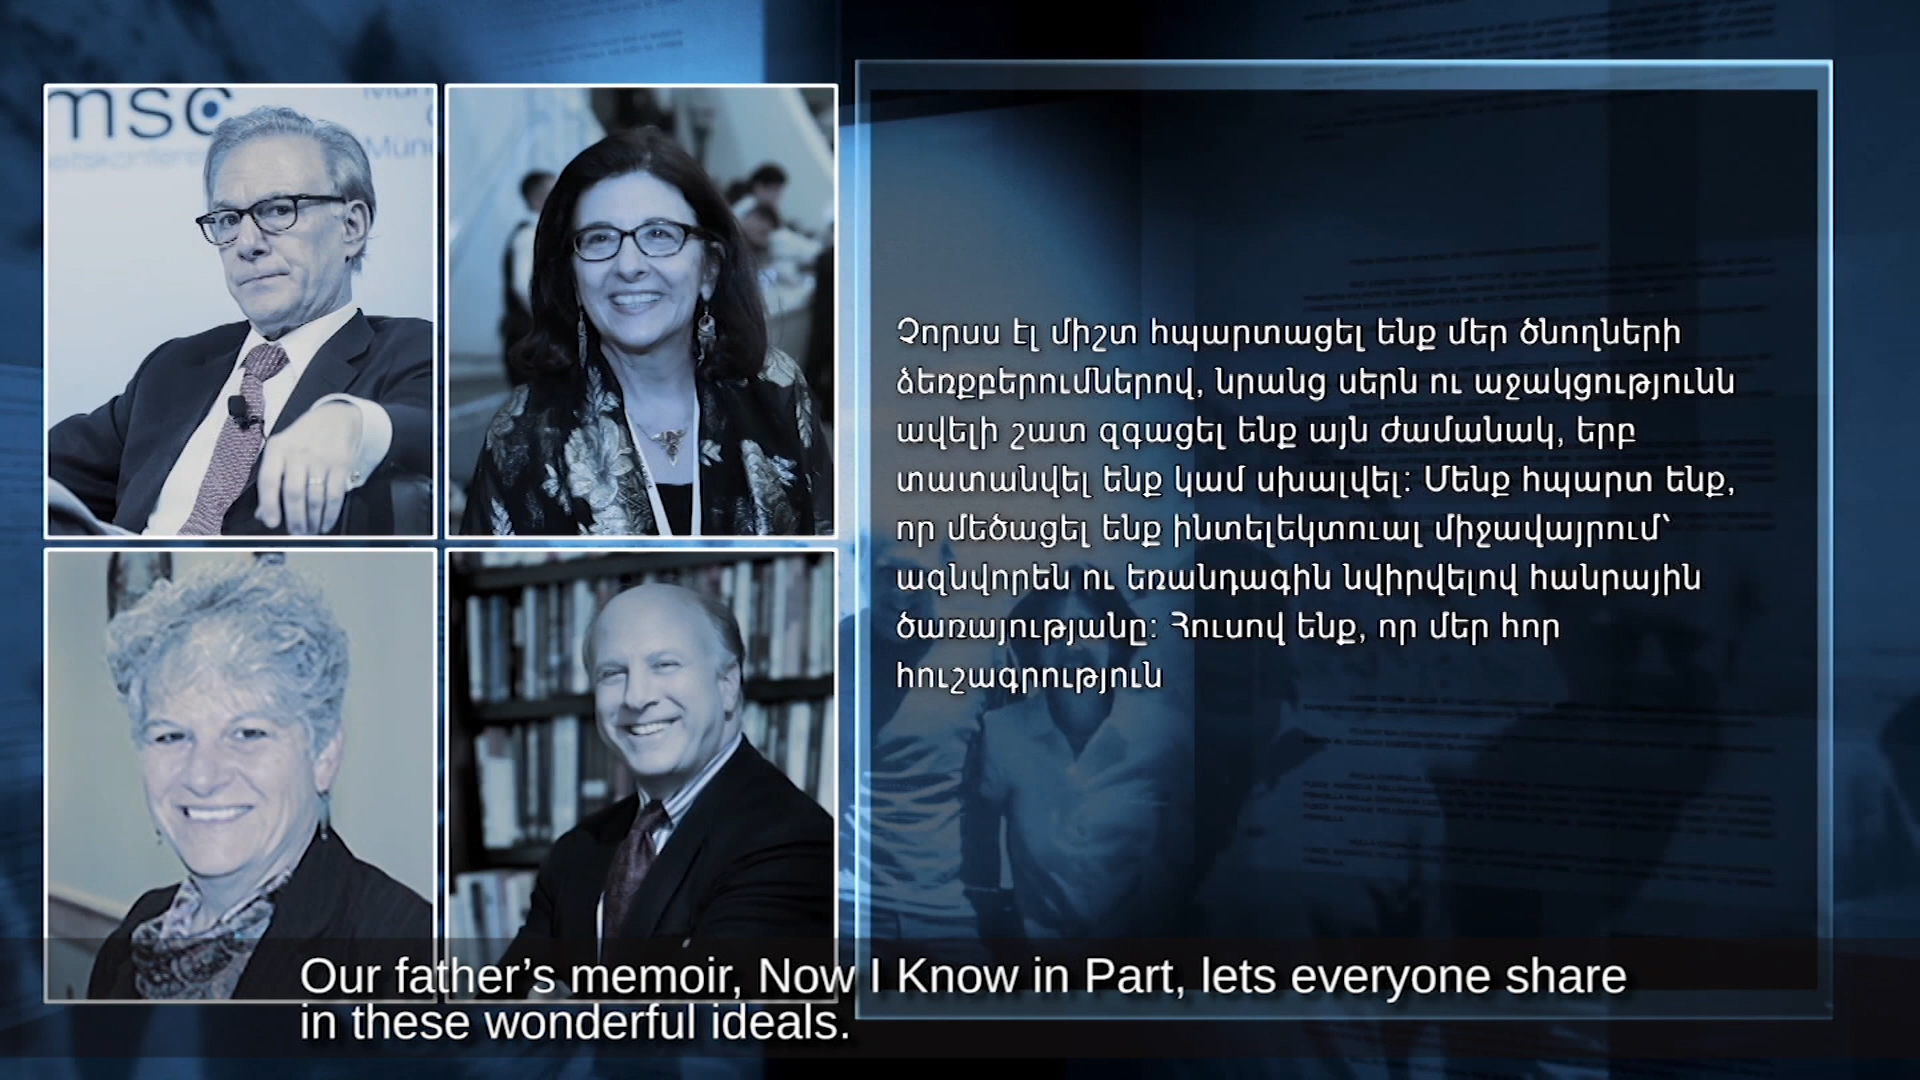 msc
Չորսս էլ միշտ հպարտացել ենք մեր ծնողների
ձեռքբերումներով, նրանց սերն ու աջակցությունն
ավելի շատ զգացել ենք այն ժամանակ, երբ
տատանվել ենք կամ սխալվել: Մենք հպարտ ենք,
որ մեծացել ենք ինտելեկտուալ միջավայրում՝
ազնվորեն ու եռանդագին նվիրվելով հանրային
ծառայությանը: Հուսով ենք, որ մեր հոր
հուշագրություն
Our father’s memoir, Now I Know in Part, lets everyone share
in these wonderful ideals.